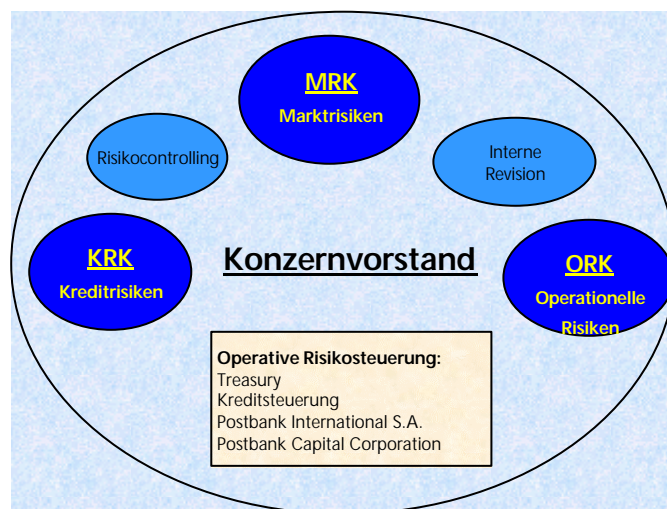 MRK
Marktrisiken
Risikocontrolling
Interne
Revision
KRK
Kreditrisiken
Konzernvorstand
ORK
Operationelle
Risiken
Operative Risikosteuerung:
Treasury
Kreditsteuerung
Postbank International S.A.
Postbank Capital Corporation